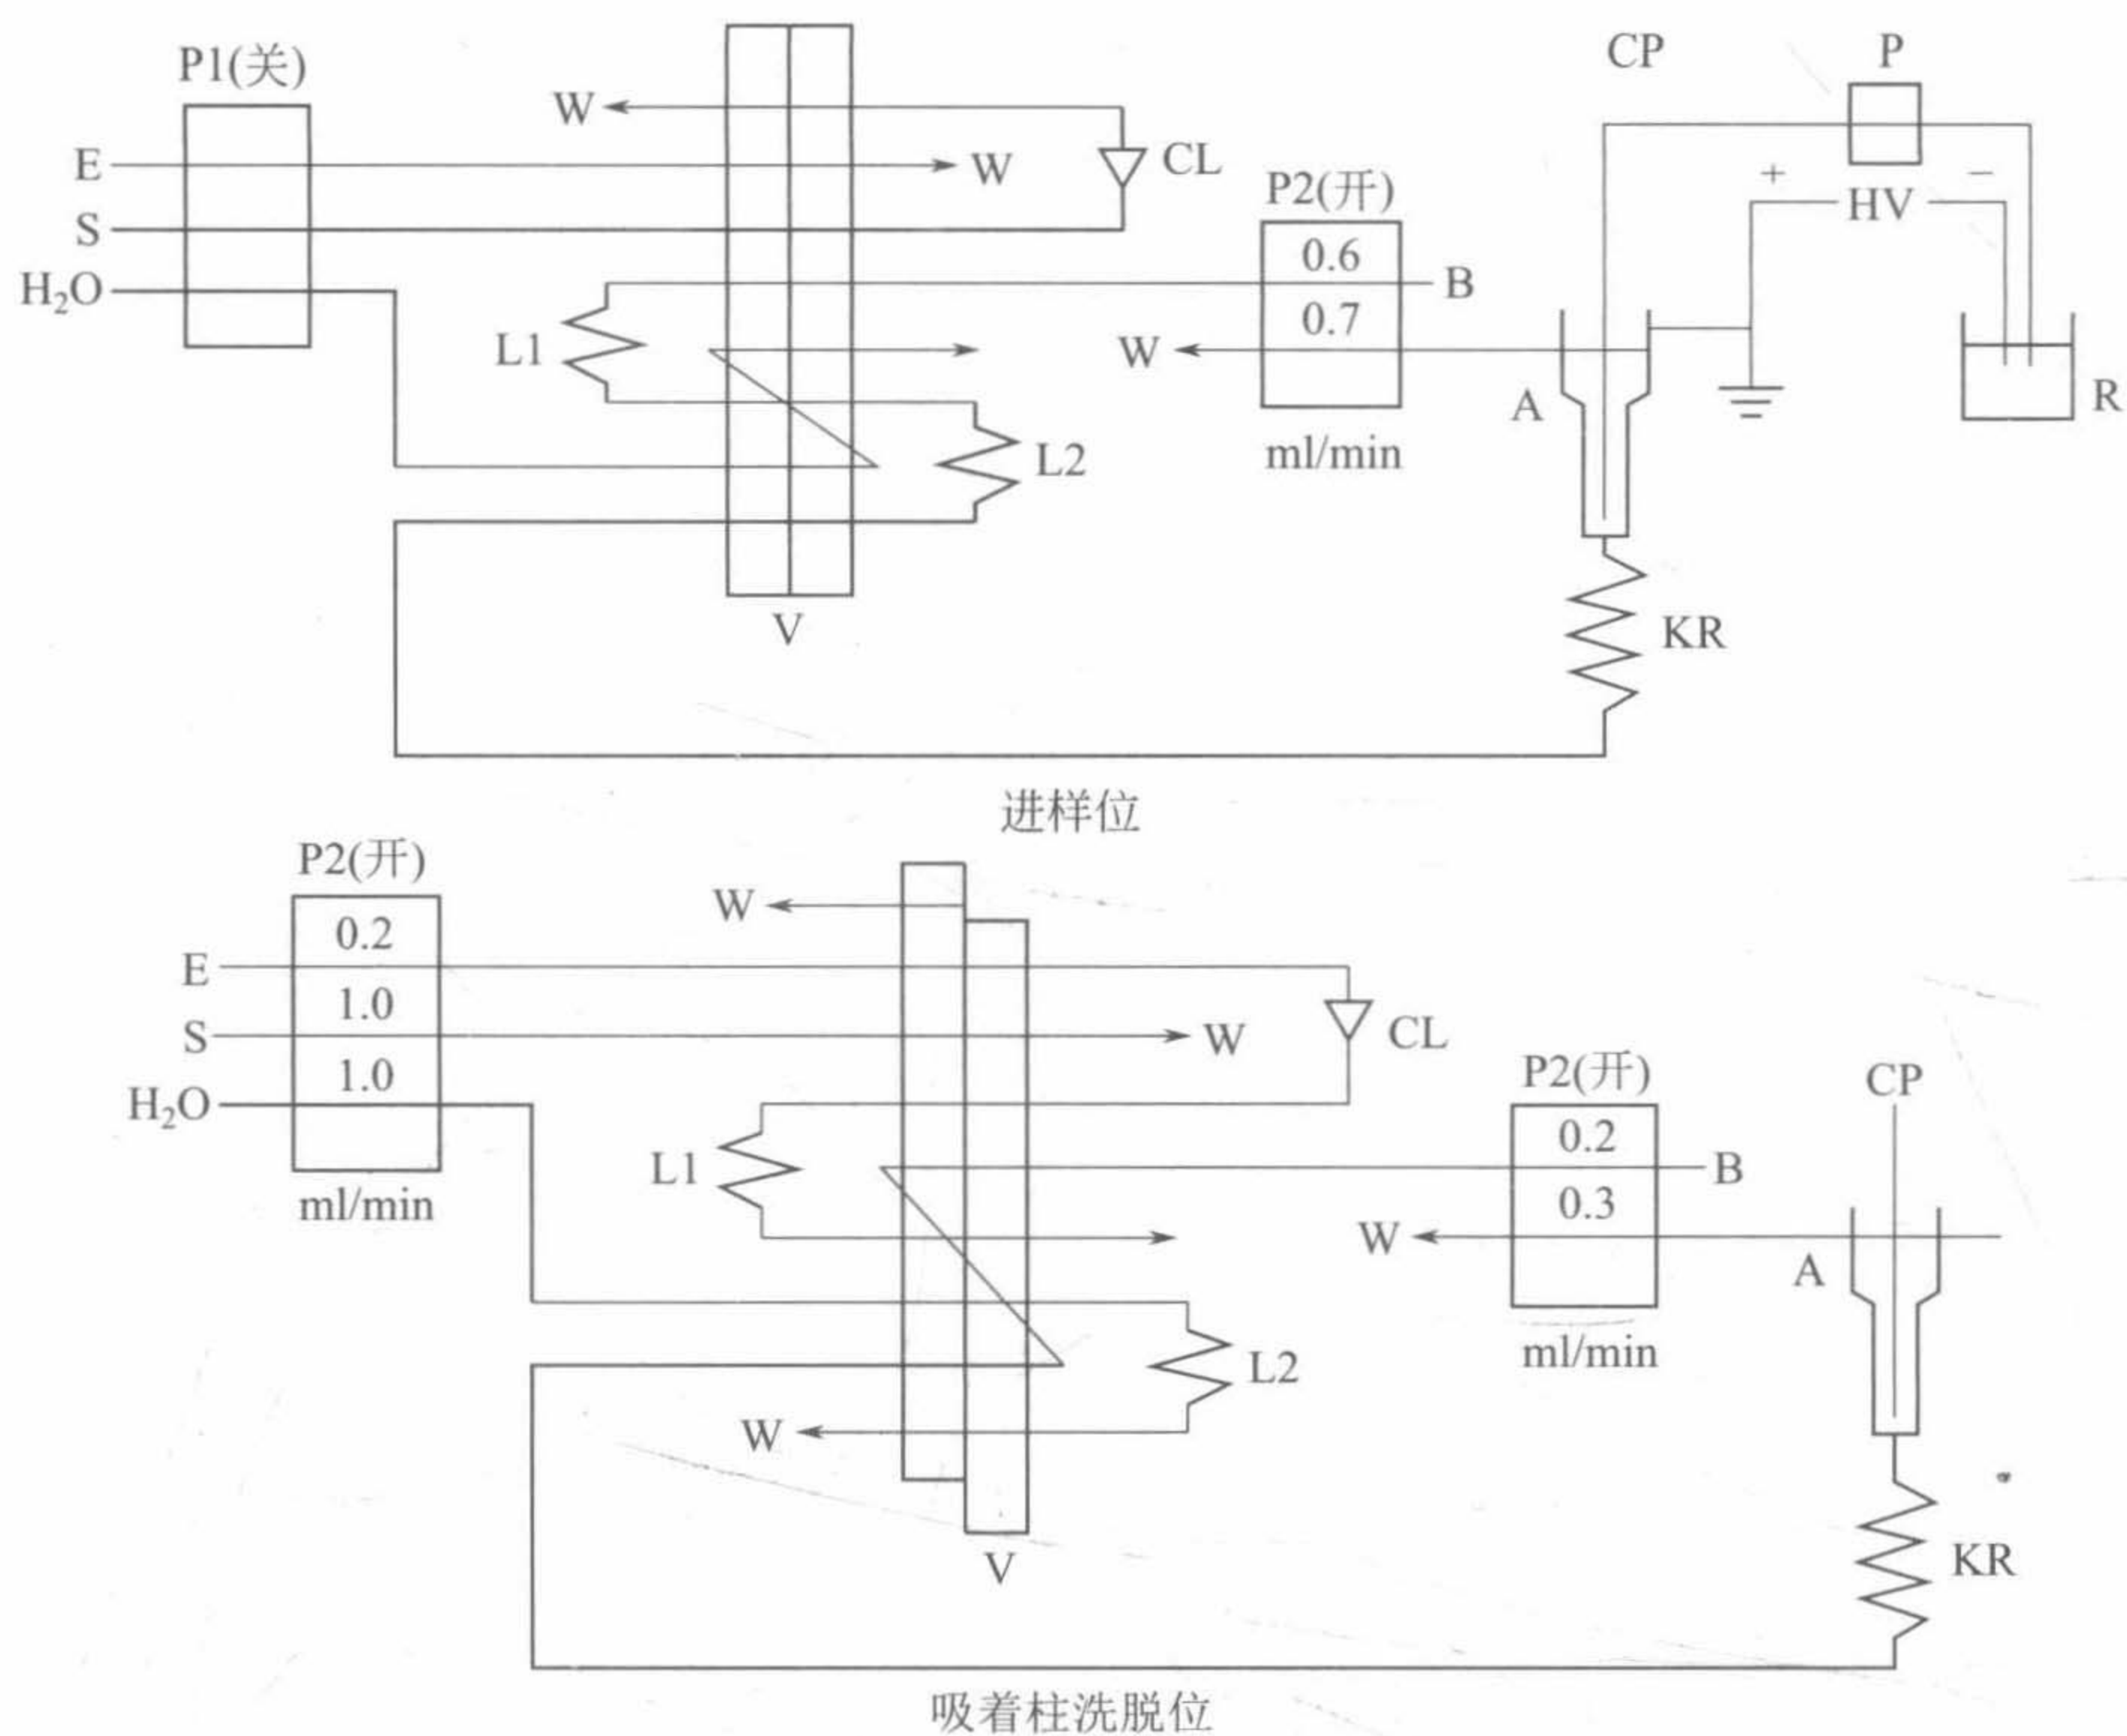 P1(关)
CP
P
W
CL
E
W
+
−
P2(开)
HV
S
0.6
H₂O
B
0.7
L1
W
A
R
ml/min
L2
V
KR
进样位
P2(开)
W
0.2
E
1.0
S
W
CL
1.0
P2(开)
CP
H₂O
0.2
L1
B
ml/min
0.3
W
A
ml/min
L2
W
V
KR
吸着柱洗脱位